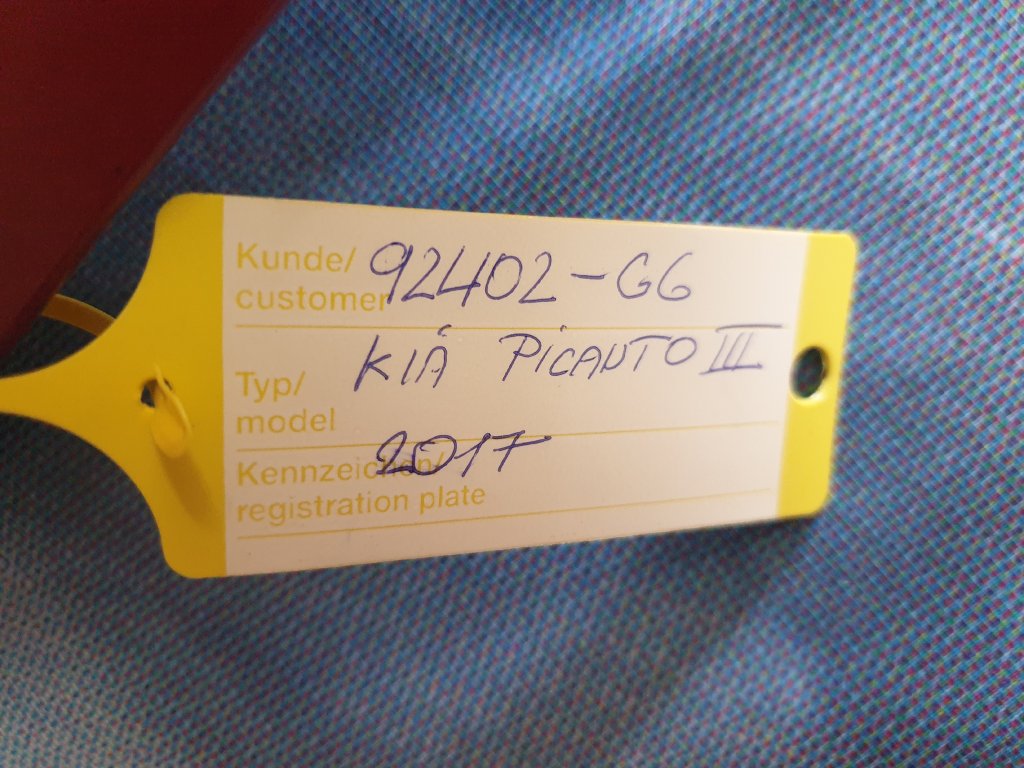 Kunde/ 92402-G6
customer
KIA PiCANTO III
Typ/
model
2017
Kennzeichen/
registration plate